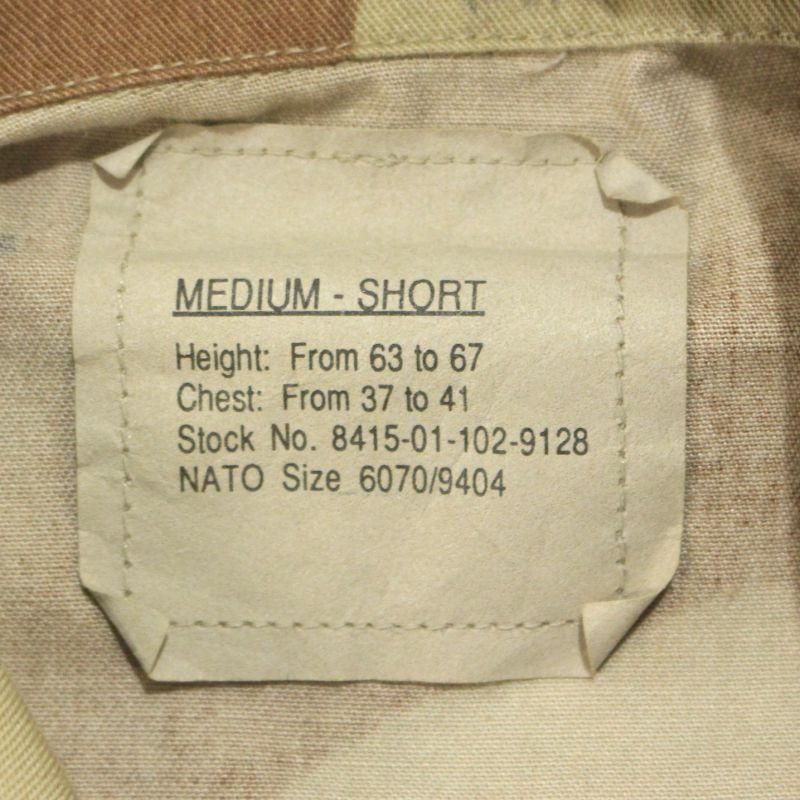 MEDIUM - SHORT
Height: From 63 to 67
Chest: From 37 to 41
Stock No. 8415-01-102-9128
NATO Size 6070/9404